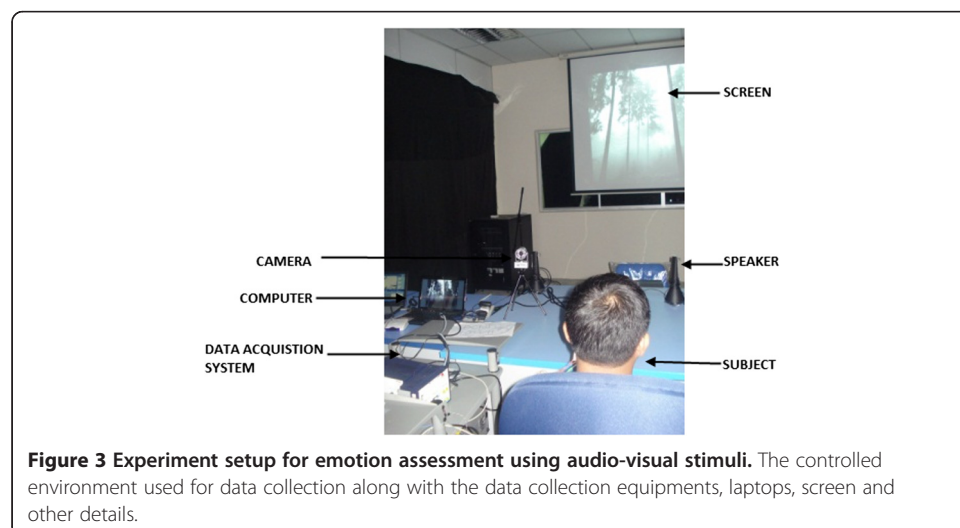 SCREEN
CAMERA
SPEAKER
COMPUTER
DATA ACQUISTION
SYSTEM
SUBJECT
Figure 3 Experiment setup for emotion assessment using audio-visual stimuli. The controlled
environment used for data collection along with the data collection equipments, laptops, screen and
other details.